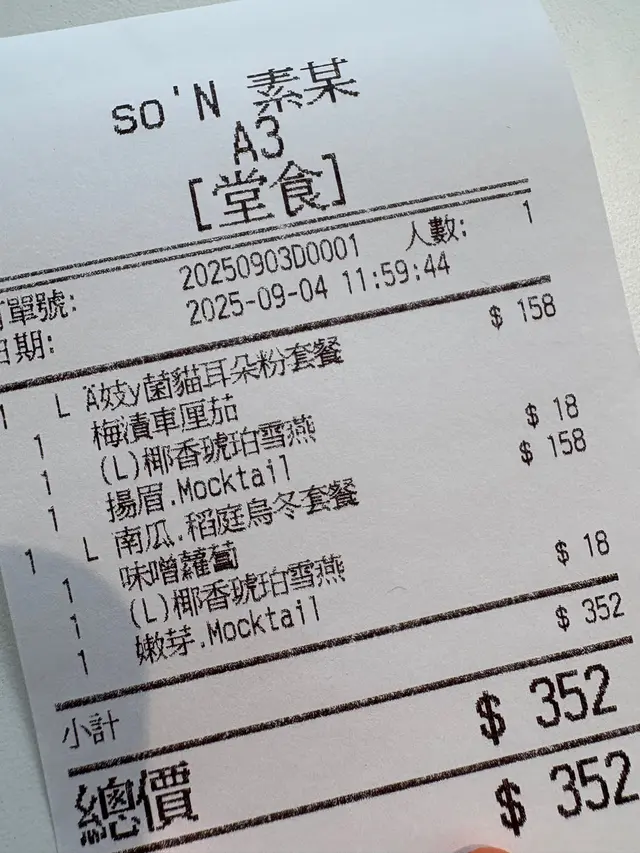 so'N 素某
A3
[堂食]
訂單號: 20250903D0001 人數: 1
日期: 2025-09-04 11:59:44
1 L Ä妓y菌貓耳朵粉套餐 $ 158
1 梅漬車厘茄
1 (L)椰香琥珀雪燕 $ 18
1 揚眉.Mocktail
1 L 南瓜.稻庭烏冬套餐 $ 158
1 味噌蘿蔔
1 (L)椰香琥珀雪燕 $ 18
1 嫩芽.Mocktail
小計 $ 352
總價 $ 352
$ 352